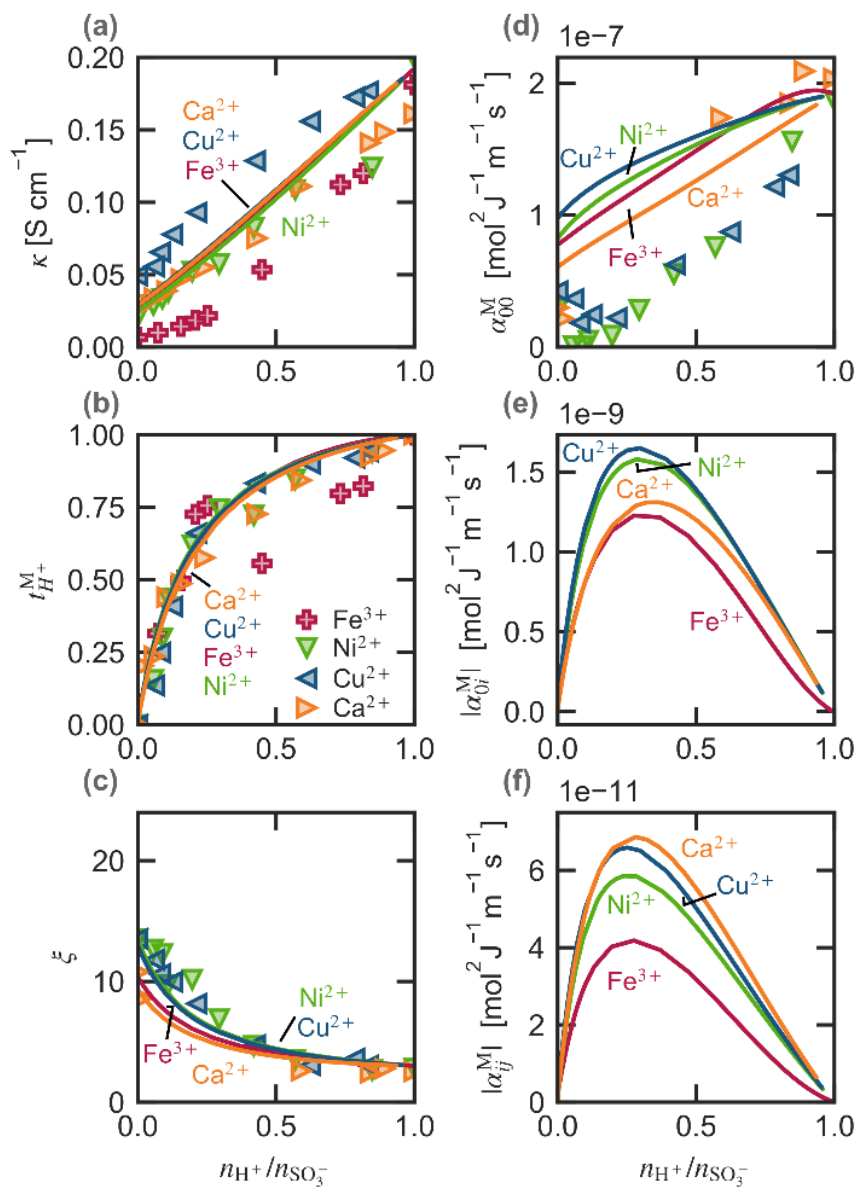 (a)
κ [S cm⁻¹]
0.20
0.15
0.10
0.05
0.00
Ca²⁺
Cu²⁺
Fe³⁺
Ni²⁺
0.0 0.5 1.0
(b)
t_H⁺^M
1.00
0.75
0.50
0.25
0.00
Ca²⁺
Cu²⁺
Fe³⁺
Ni²⁺
Fe³⁺
Ni²⁺
Cu²⁺
Ca²⁺
0.0 0.5 1.0
(c)
ξ
20
10
0
Ni²⁺
Cu²⁺
Fe³⁺
Ca²⁺
0.0 0.5 1.0
n_H⁺/n_SO₃⁻
(d)
1e−7
α₀₀^M [mol² J⁻¹ m⁻¹ s⁻¹]
2
1
0
Ni²⁺
Cu²⁺
Ca²⁺
Fe³⁺
0.0 0.5 1.0
(e)
1e−9
|α₀ᵢ^M| [mol² J⁻¹ m⁻¹ s⁻¹]
1.5
1.0
0.5
0.0
Cu²⁺
Ni²⁺
Ca²⁺
Fe³⁺
0.0 0.5 1.0
(f)
1e−11
|αᵢⱼ^M| [mol² J⁻¹ m⁻¹ s⁻¹]
6
4
2
0
Ca²⁺
Cu²⁺
Ni²⁺
Fe³⁺
0.0 0.5 1.0
n_H⁺/n_SO₃⁻